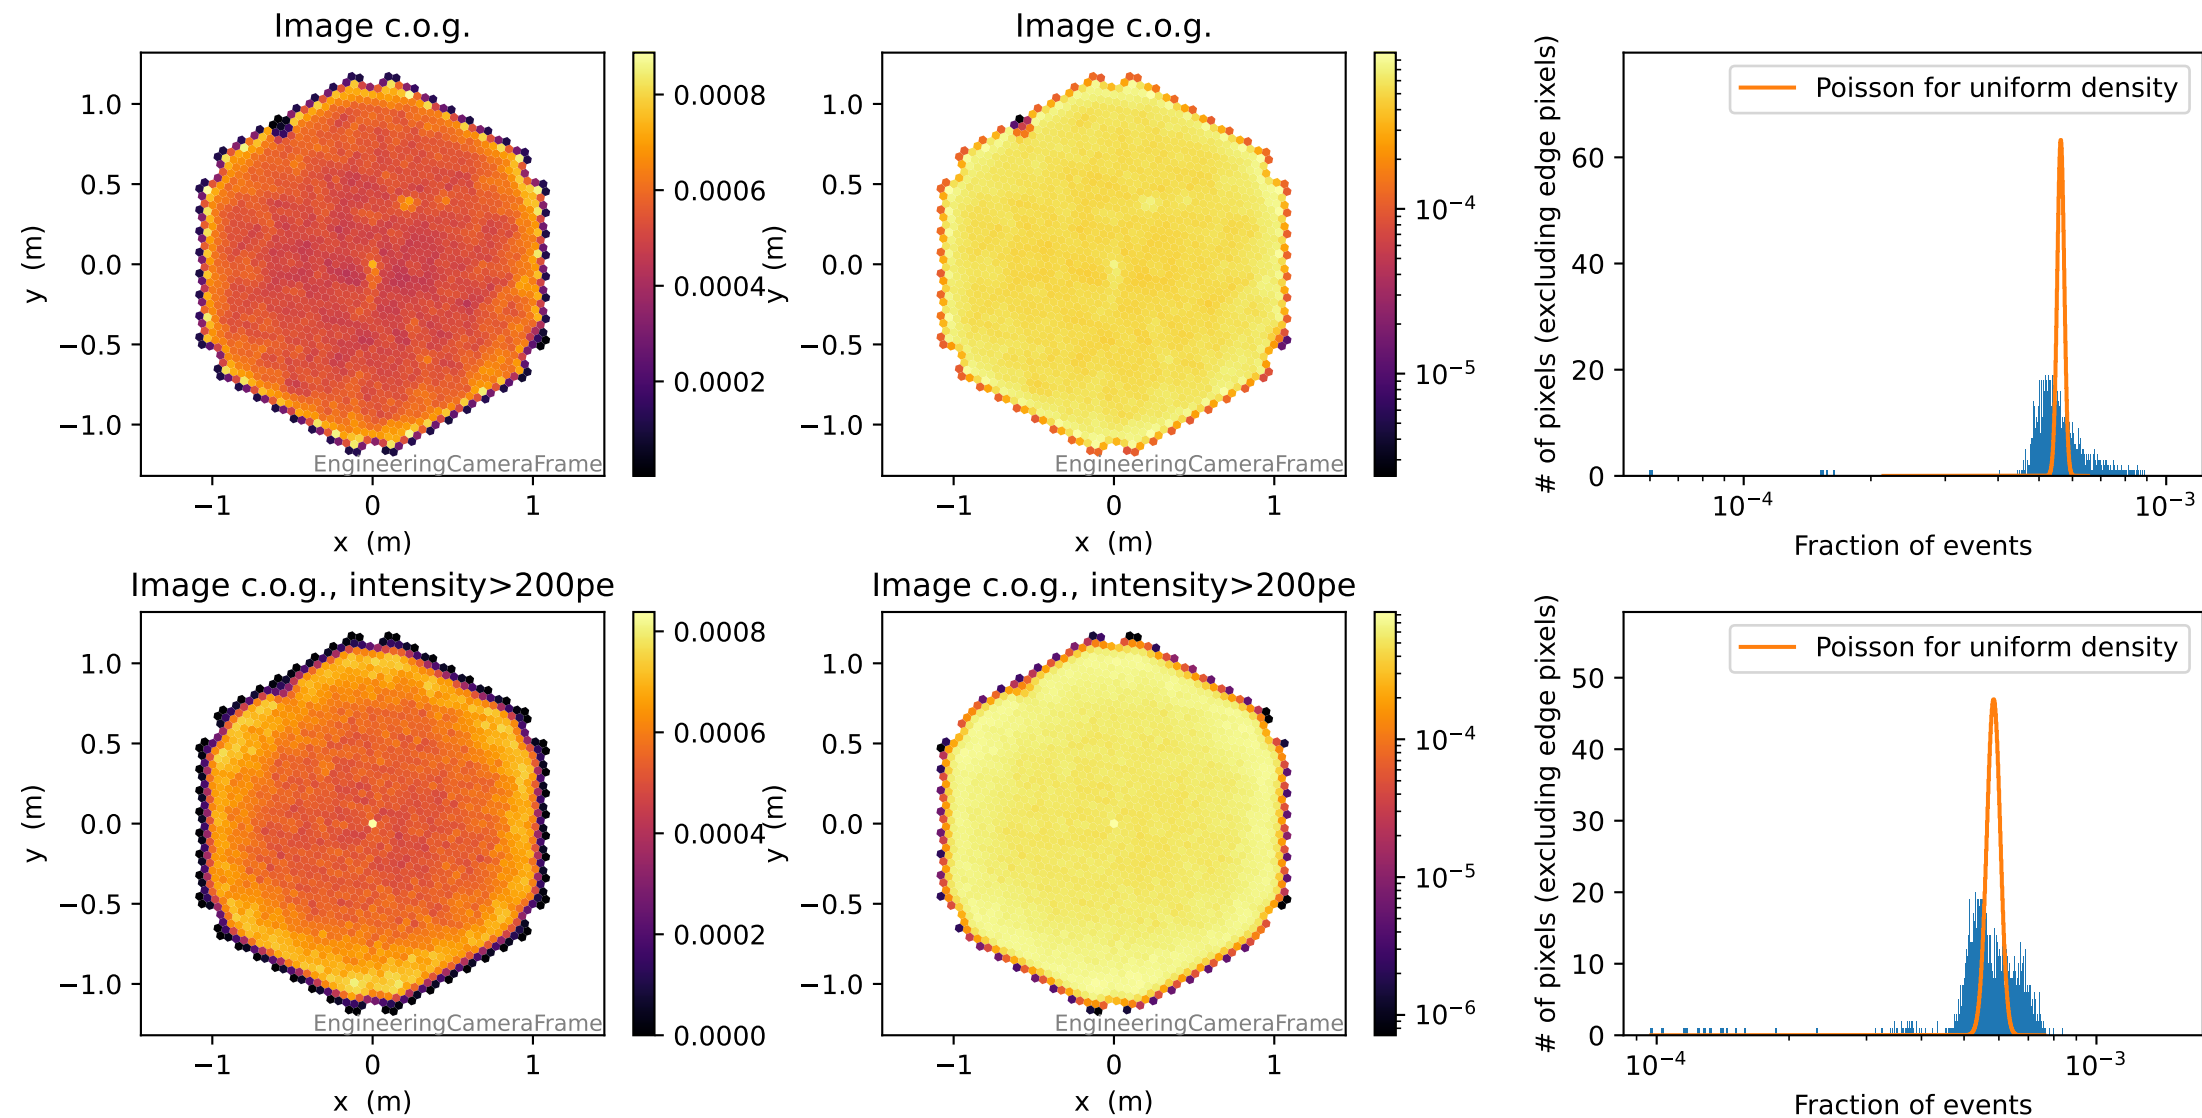 Image c.o.g.
1.0
0.5
0.0
−0.5
−1.0
y (m)
−1
0
1
x (m)
EngineeringCameraFrame
0.0008
0.0006
0.0004
0.0002
Image c.o.g.
1.0
0.5
0.0
−0.5
−1.0
y (m)
−1
0
1
x (m)
EngineeringCameraFrame
10−4
10−5
# of pixels (excluding edge pixels)
60
40
20
0
Poisson for uniform density
10−4
10−3
Fraction of events
Image c.o.g., intensity>200pe
1.0
0.5
0.0
−0.5
−1.0
y (m)
−1
0
1
x (m)
EngineeringCameraFrame
0.0008
0.0006
0.0004
0.0002
0.0000
Image c.o.g., intensity>200pe
1.0
0.5
0.0
−0.5
−1.0
y (m)
−1
0
1
x (m)
EngineeringCameraFrame
10−4
10−5
10−6
# of pixels (excluding edge pixels)
50
40
30
20
10
0
Poisson for uniform density
10−4
10−3
Fraction of events